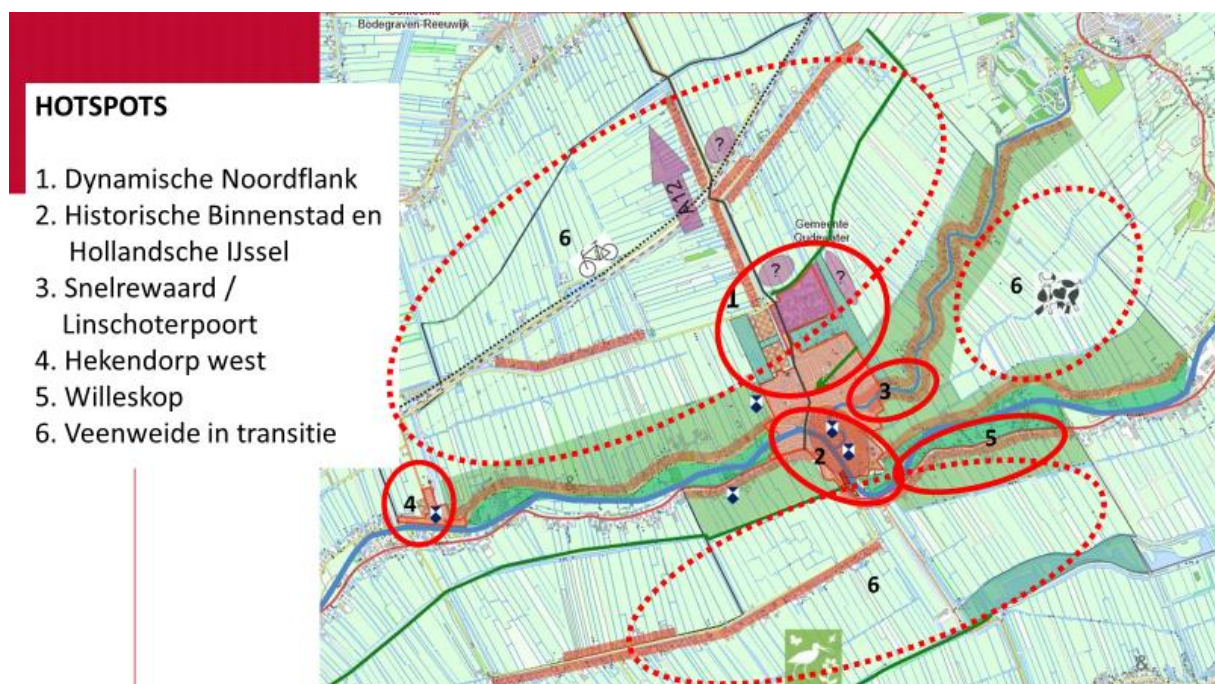 Gemeente
Bodegraven-Reeuwijk
HOTSPOTS
1. Dynamische Noordflank
2. Historische Binnenstad en
Hollandsche IJssel
3. Snelrewaard /
Linschoterpoort
4. Hekendorp west
5. Willeskop
6. Veenweide in transitie
A12
?
6
Gemeente
Oudewater
?
?
1
6
3
2
5
4
6